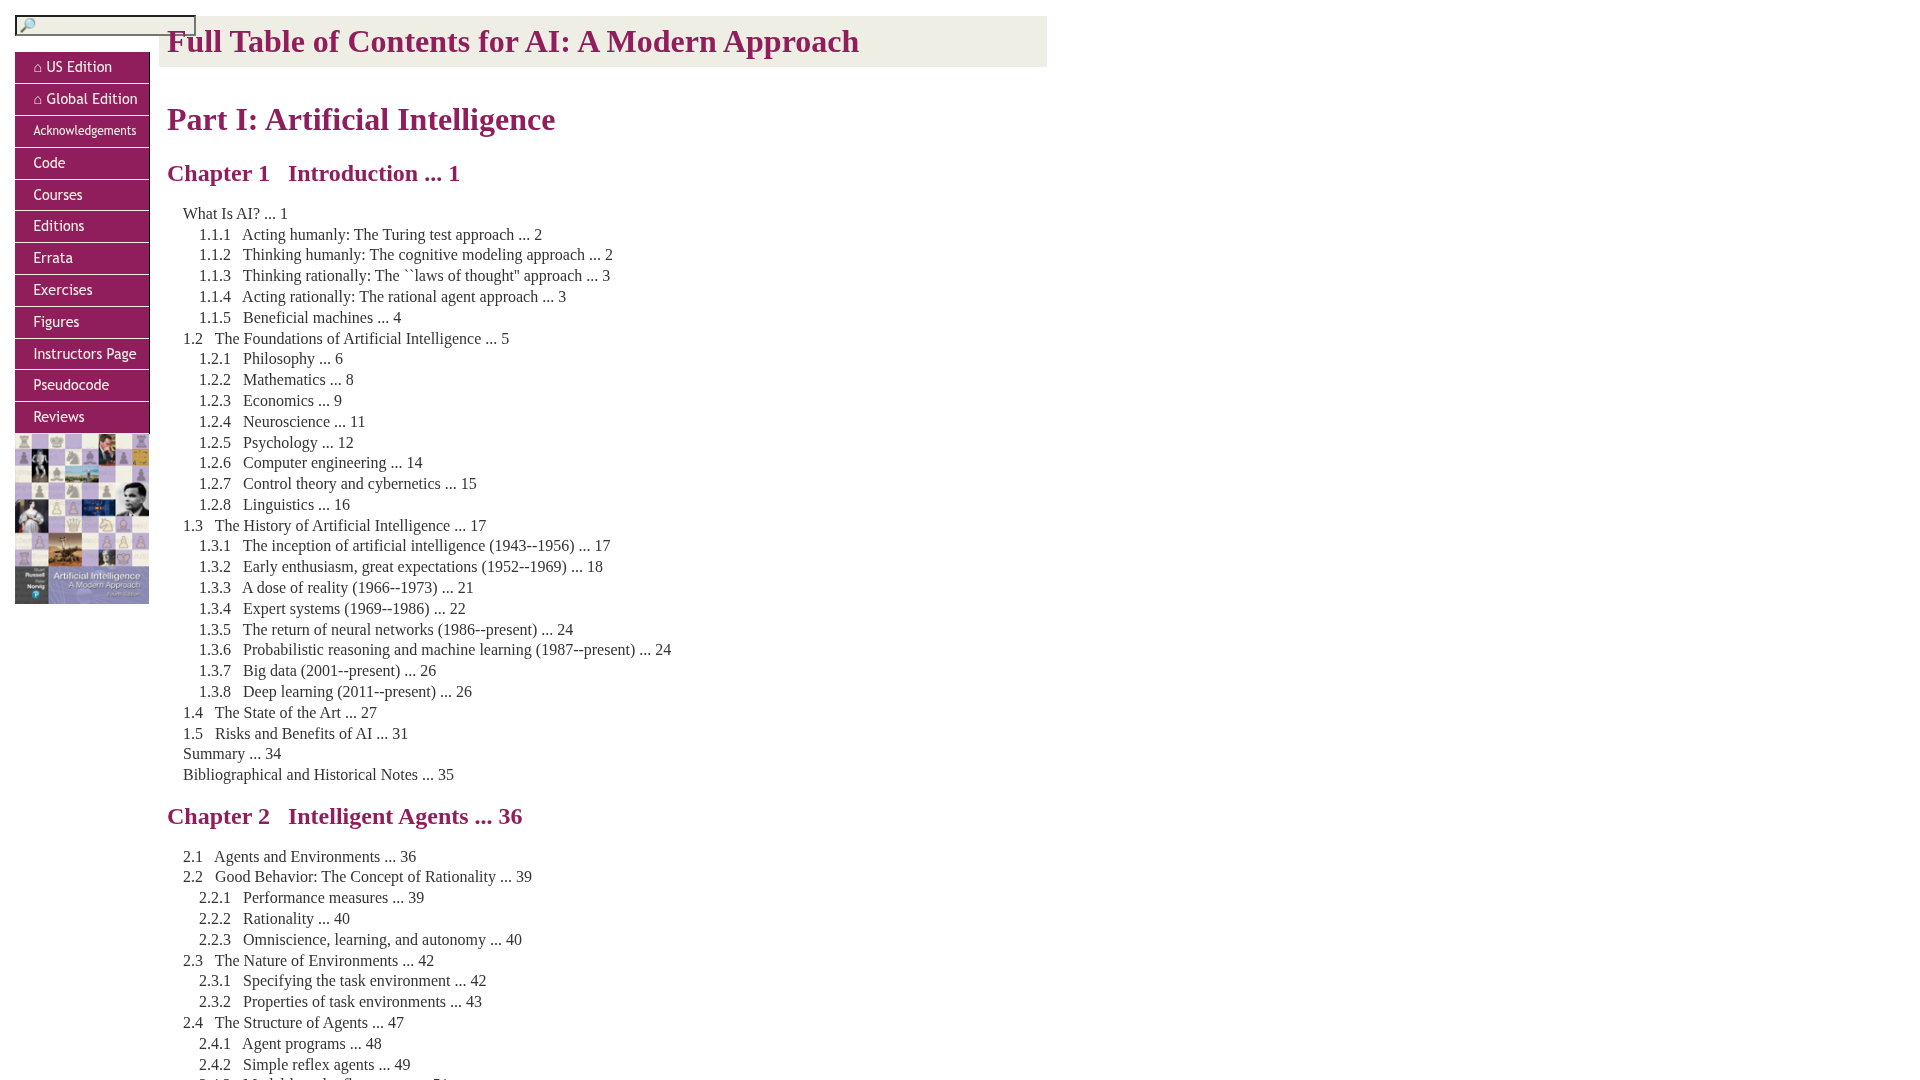 🔎
Full Table of Contents for AI: A Modern Approach
⌂ US Edition
⌂ Global Edition
Acknowledgements
Code
Courses
Editions
Errata
Exercises
Figures
Instructors Page
Pseudocode
Reviews
Stuart
Russell
Peter
Norvig
Artificial Intelligence
A Modern Approach
Fourth Edition
Part I: Artificial Intelligence
Chapter 1   Introduction ... 1
What Is AI? ... 1
1.1.1   Acting humanly: The Turing test approach ... 2
1.1.2   Thinking humanly: The cognitive modeling approach ... 2
1.1.3   Thinking rationally: The ``laws of thought'' approach ... 3
1.1.4   Acting rationally: The rational agent approach ... 3
1.1.5   Beneficial machines ... 4
1.2   The Foundations of Artificial Intelligence ... 5
1.2.1   Philosophy ... 6
1.2.2   Mathematics ... 8
1.2.3   Economics ... 9
1.2.4   Neuroscience ... 11
1.2.5   Psychology ... 12
1.2.6   Computer engineering ... 14
1.2.7   Control theory and cybernetics ... 15
1.2.8   Linguistics ... 16
1.3   The History of Artificial Intelligence ... 17
1.3.1   The inception of artificial intelligence (1943--1956) ... 17
1.3.2   Early enthusiasm, great expectations (1952--1969) ... 18
1.3.3   A dose of reality (1966--1973) ... 21
1.3.4   Expert systems (1969--1986) ... 22
1.3.5   The return of neural networks (1986--present) ... 24
1.3.6   Probabilistic reasoning and machine learning (1987--present) ... 24
1.3.7   Big data (2001--present) ... 26
1.3.8   Deep learning (2011--present) ... 26
1.4   The State of the Art ... 27
1.5   Risks and Benefits of AI ... 31
Summary ... 34
Bibliographical and Historical Notes ... 35
Chapter 2   Intelligent Agents ... 36
2.1   Agents and Environments ... 36
2.2   Good Behavior: The Concept of Rationality ... 39
2.2.1   Performance measures ... 39
2.2.2   Rationality ... 40
2.2.3   Omniscience, learning, and autonomy ... 40
2.3   The Nature of Environments ... 42
2.3.1   Specifying the task environment ... 42
2.3.2   Properties of task environments ... 43
2.4   The Structure of Agents ... 47
2.4.1   Agent programs ... 48
2.4.2   Simple reflex agents ... 49